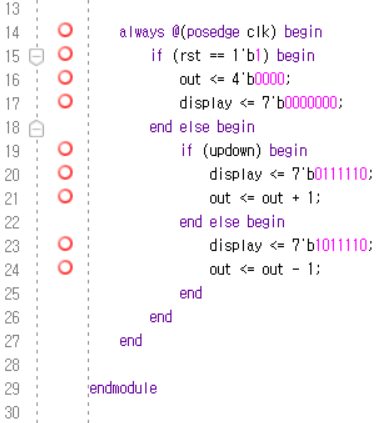 13
14 always @(posedge clk) begin
15 if (rst == 1'b1) begin
16 out <= 4'b0000;
17 display <= 7'b0000000;
18 end else begin
19 if (updown) begin
20 display <= 7'b0111110;
21 out <= out + 1;
22 end else begin
23 display <= 7'b1011110;
24 out <= out - 1;
25 end
26 end
27 end
28
29 endmodule
30